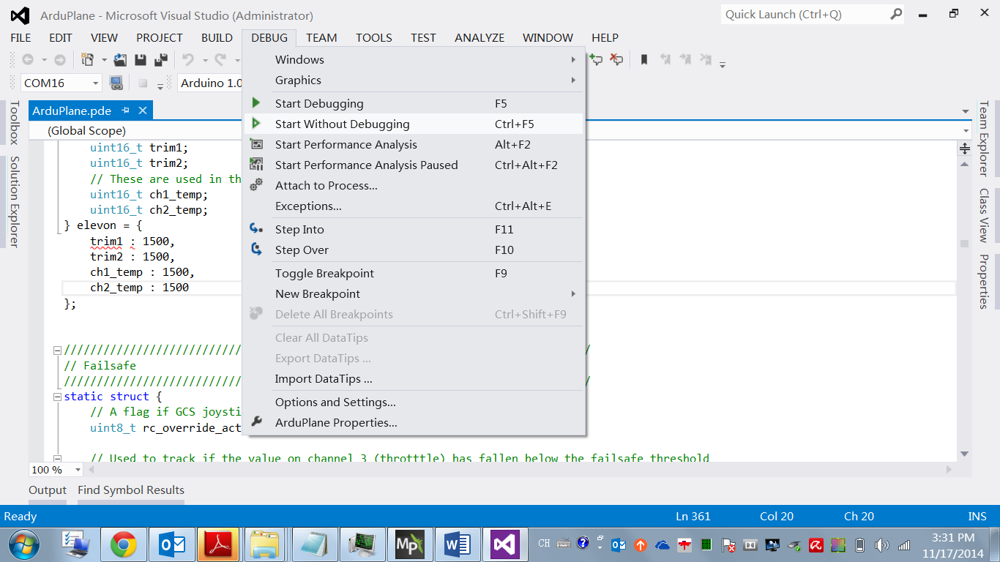 ArduPlane - Microsoft Visual Studio (Administrator)
Quick Launch (Ctrl+Q)
FILE EDIT VIEW PROJECT BUILD DEBUG TEAM TOOLS TEST ANALYZE WINDOW HELP
COM16
Arduino 1.0
Toolbox
Solution Explorer
ArduPlane.pde
(Global Scope)
uint16_t trim1;
uint16_t trim2;
// These are used in th
uint16_t ch1_temp;
uint16_t ch2_temp;
} elevon = {
trim1 : 1500,
trim2 : 1500,
ch1_temp : 1500,
ch2_temp : 1500
};
///////////////////////////
// Failsafe
///////////////////////////
static struct {
// A flag if GCS joysti
uint8_t rc_override_act
// Used to track if the value on channel 3 (throtttle) has fallen below the failsafe threshold
Windows
Graphics
Start Debugging F5
Start Without Debugging Ctrl+F5
Start Performance Analysis Alt+F2
Start Performance Analysis Paused Ctrl+Alt+F2
Attach to Process...
Exceptions... Ctrl+Alt+E
Step Into F11
Step Over F10
Toggle Breakpoint F9
New Breakpoint
Delete All Breakpoints Ctrl+Shift+F9
Clear All DataTips
Export DataTips ...
Import DataTips ...
Options and Settings...
ArduPlane Properties...
Team Explorer
Class View
Properties
100 %
Output Find Symbol Results
Ready Ln 361 Col 20 Ch 20 INS
Mp
CH
3:31 PM
11/17/2014